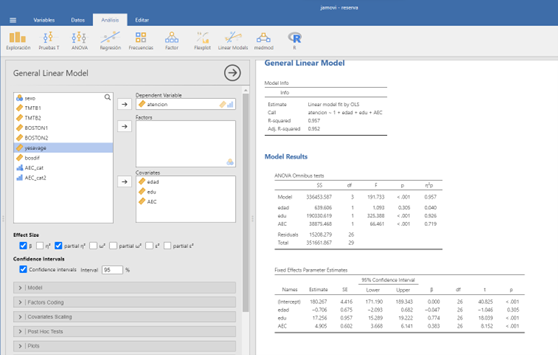 jamovi - reserva
Variables Datos Análisis Editar
Exploración Pruebas T ANOVA Regresión Frecuencias Factor Flexplot Linear Models medmod R
General Linear Model
sexo
TMTB1
TMTB2
BOSTON1
BOSTON2
yesavage
bosdif
AEC_cat
AEC_cat2
Dependent Variable
atencion
Factors
Covariates
edad
edu
AEC
Effect Size
β η² partial η² ω² partial ω² ε² partial ε²
Confidence Intervals
Confidence intervals Interval 95 %
Model
Factors Coding
Covariates Scaling
Post Hoc Tests
Plots
General Linear Model
Model Info
Info
Estimate Linear model fit by OLS
Call atencion ~ 1 + edad + edu + AEC
R-squared 0.957
Adj. R-squared 0.952
Model Results
ANOVA Omnibus tests
SS df F p η²p
Model 336453.587 3 191.733 < .001 0.957
edad 639.606 1 1.093 0.305 0.040
edu 190030.619 1 325.388 < .001 0.926
AEC 38875.468 1 66.461 < .001 0.719
Residuals 15208.279 26
Total 351661.867 29
Fixed Effects Parameter Estimates
95% Confidence Interval
Names Estimate SE Lower Upper β df t p
(Intercept) 180.267 4.416 171.190 189.343 0.000 26 40.825 < .001
edad −0.706 0.675 −2.093 0.682 −0.047 26 −1.046 0.305
edu 17.256 0.957 15.289 19.222 0.774 26 18.039 < .001
AEC 4.905 0.602 3.668 6.141 0.383 26 8.152 < .001